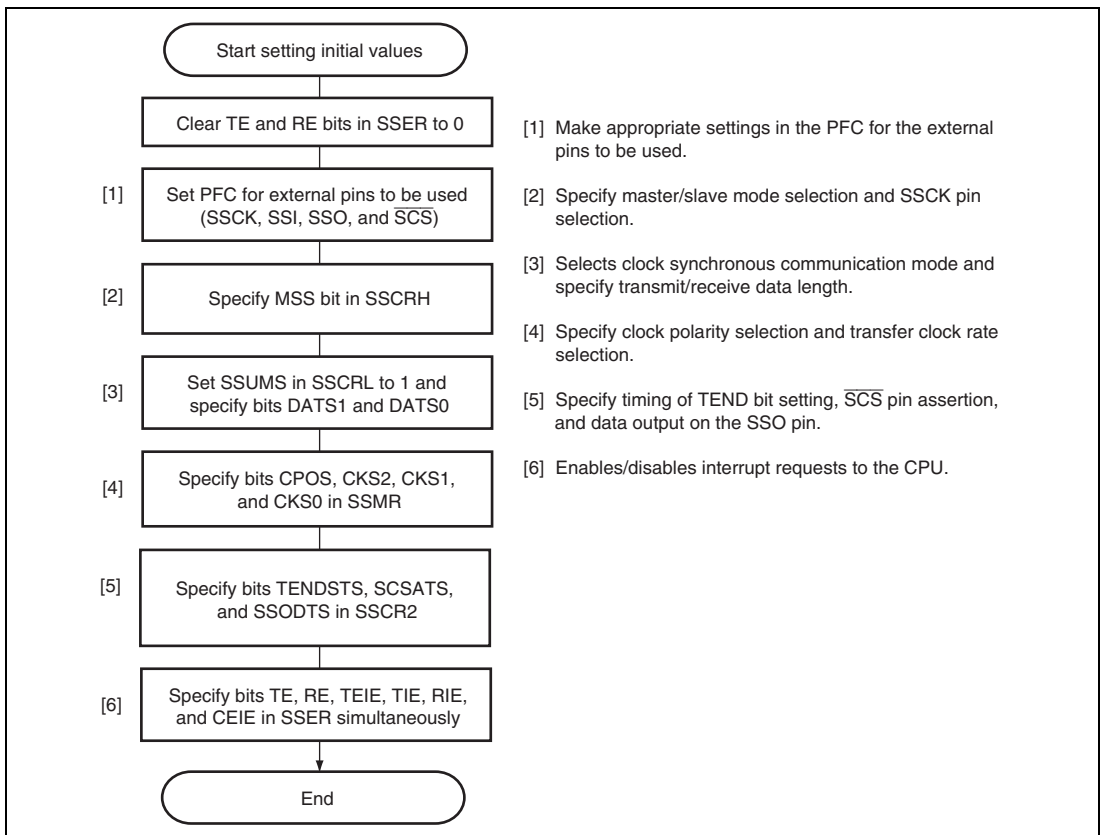 Start setting initial values
Clear TE and RE bits in SSER to 0
[1]
Set PFC for external pins to be used
(SSCK, SSI, SSO, and S̅C̅S̅)
[2]
Specify MSS bit in SSCRH
[3]
Set SSUMS in SSCRL to 1 and
specify bits DATS1 and DATS0
[4]
Specify bits CPOS, CKS2, CKS1,
and CKS0 in SSMR
[5]
Specify bits TENDSTS, SCSATS,
and SSODTS in SSCR2
[6]
Specify bits TE, RE, TEIE, TIE, RIE,
and CEIE in SSER simultaneously
End
[1] Make appropriate settings in the PFC for the external
pins to be used.
[2] Specify master/slave mode selection and SSCK pin
selection.
[3] Selects clock synchronous communication mode and
specify transmit/receive data length.
[4] Specify clock polarity selection and transfer clock rate
selection.
[5] Specify timing of TEND bit setting, S̅C̅S̅ pin assertion,
and data output on the SSO pin.
[6] Enables/disables interrupt requests to the CPU.